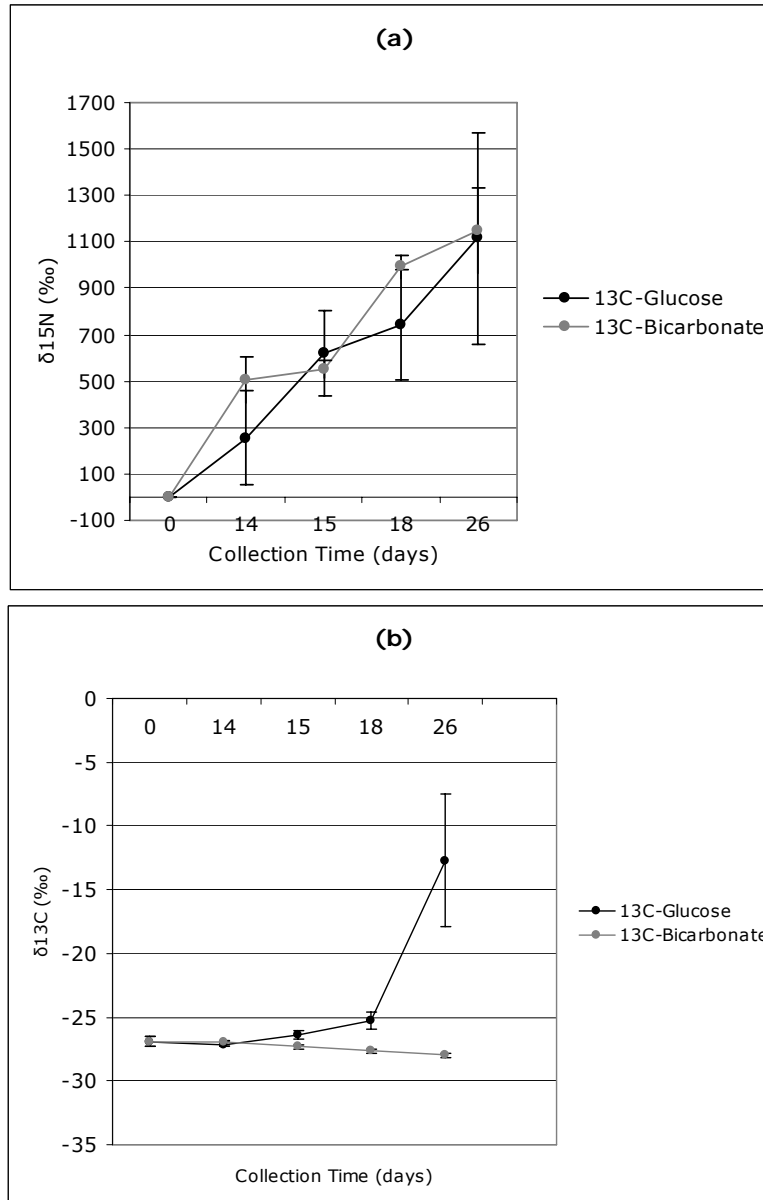 (a)
1700
1500
1300
1100
900
700
500
300
100
-100
δ15N (‰)
0 14 15 18 26
Collection Time (days)
13C-Glucose
13C-Bicarbonate
(b)
0
-5
-10
-15
-20
-25
-30
-35
δ13C (‰)
0 14 15 18 26
Collection Time (days)
13C-Glucose
13C-Bicarbonate